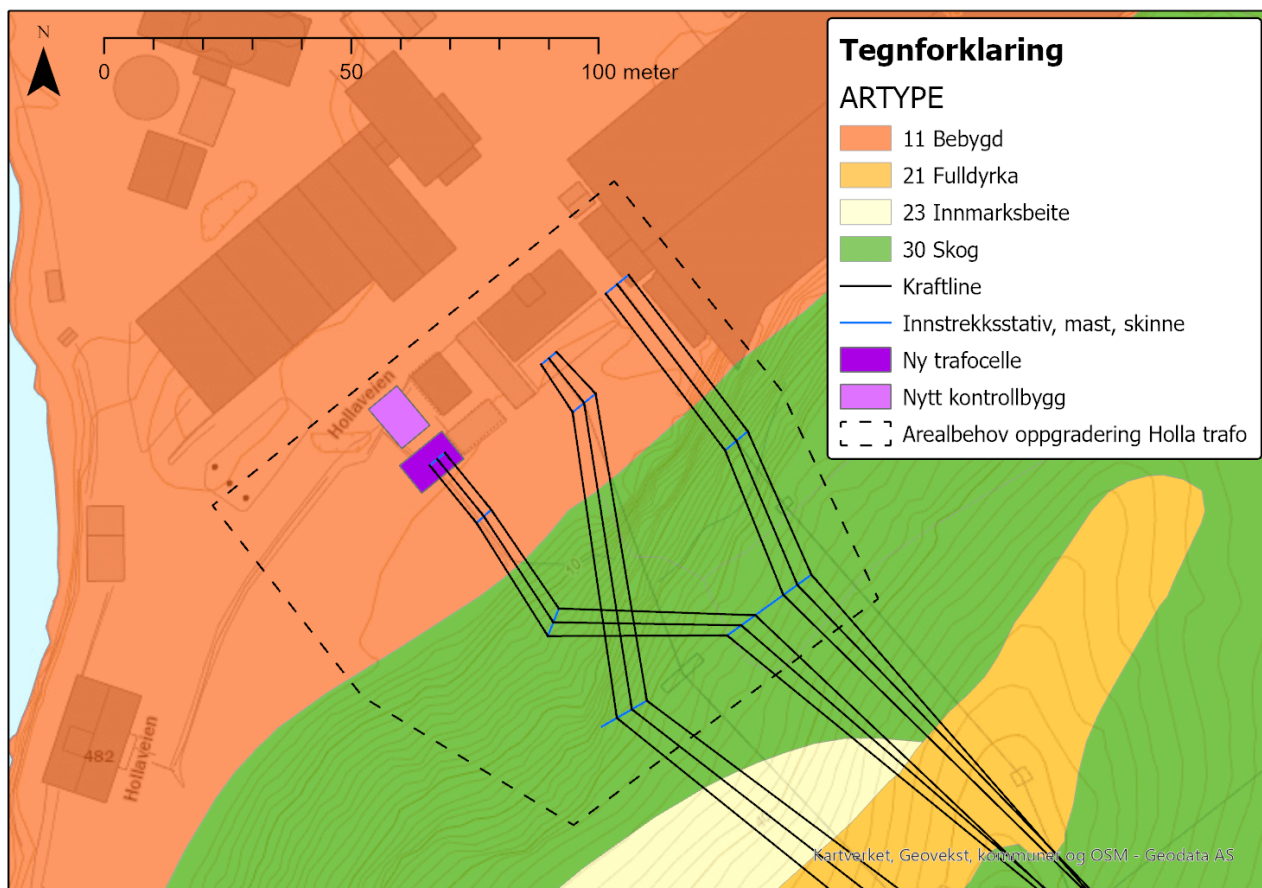 N
0 50 100 meter
Tegnforklaring
ARTYPE
11 Bebygd
21 Fulldyrka
23 Innmarksbeite
30 Skog
Kraftline
Innstrekksstativ, mast, skinne
Ny trafocelle
Nytt kontrollbygg
Arealbehov oppgradering Holla trafo
Hollaveien
10
482
Hollaveien
Kartverket, Geovekst, kommuner og OSM - Geodata AS